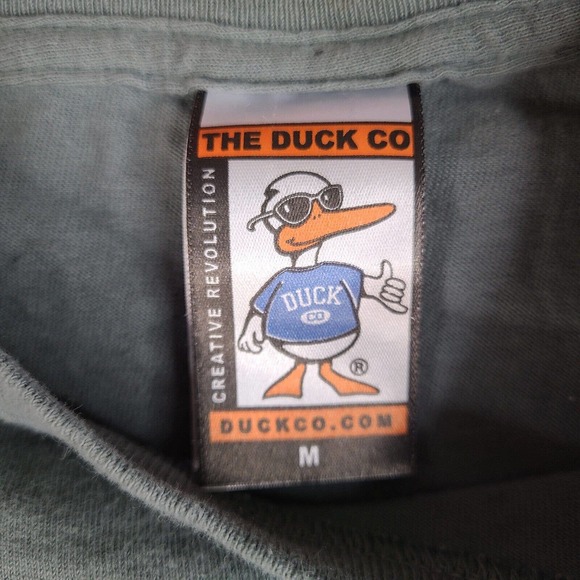 THE DUCK CO
CREATIVE REVOLUTION
DUCK
CO
®
DUCKCO.COM
M